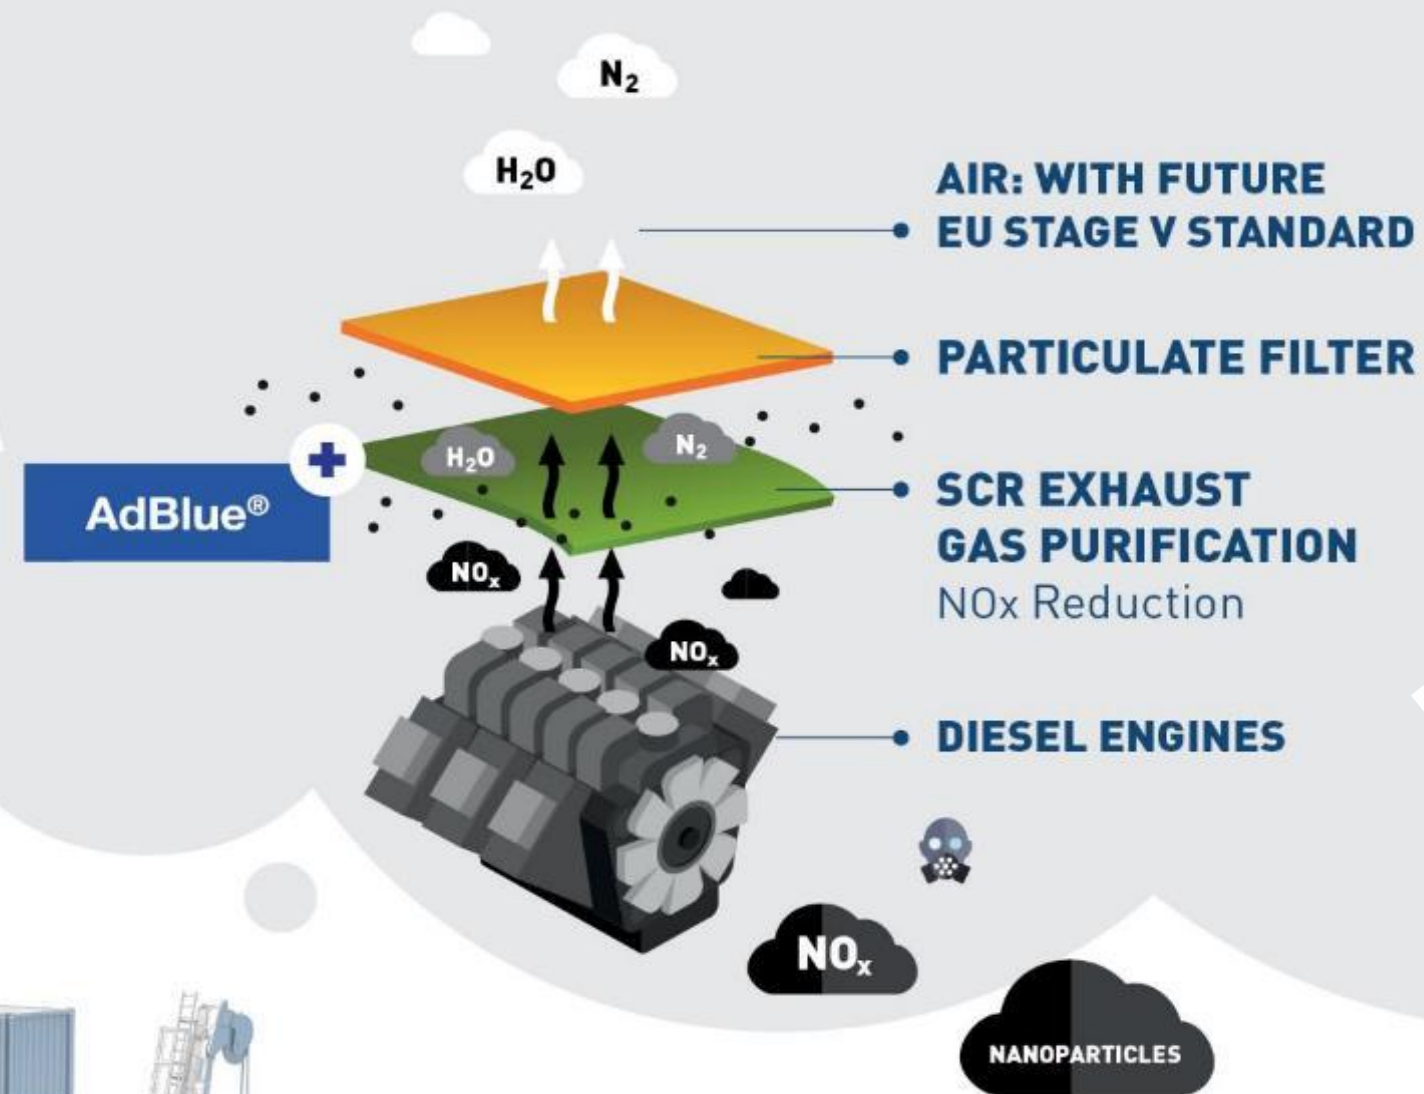 N₂
H₂O
AIR: WITH FUTURE
EU STAGE V STANDARD
PARTICULATE FILTER
H₂O
N₂
AdBlue®
SCR EXHAUST
GAS PURIFICATION
NOx Reduction
NOₓ
NOₓ
DIESEL ENGINES
NOₓ
NANOPARTICLES